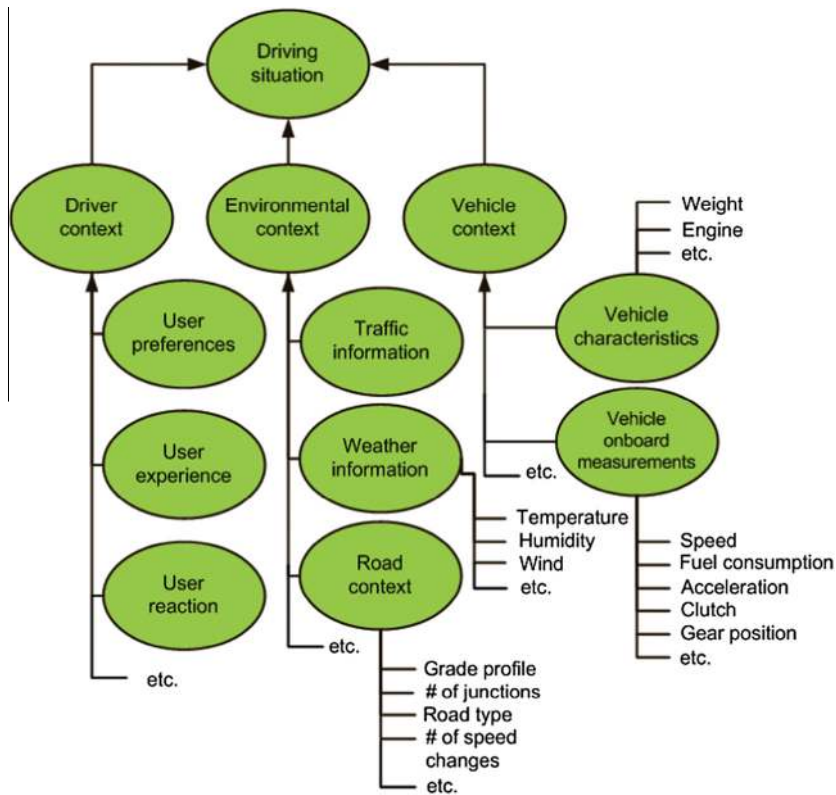 Driving
situation
Driver
context
Environmental
context
Vehicle
context
Weight
Engine
etc.
User
preferences
Traffic
information
Vehicle
characteristics
User
experience
Weather
information
Vehicle
onboard
measurements
etc.
Temperature
Humidity
Wind
etc.
Speed
Fuel consumption
Acceleration
Clutch
Gear position
etc.
User
reaction
Road
context
etc.
etc.
Grade profile
# of junctions
Road type
# of speed
changes
etc.